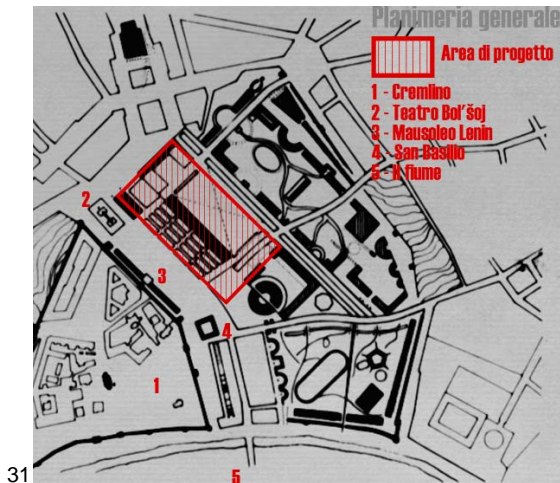 Planimeria generale
Area di progetto
1 - Cremlino
2 - Teatro Bol'šoj
3 - Mausoleo Lenin
4 - San Basilio
5 - Il fiume
2
3
4
1
5
31